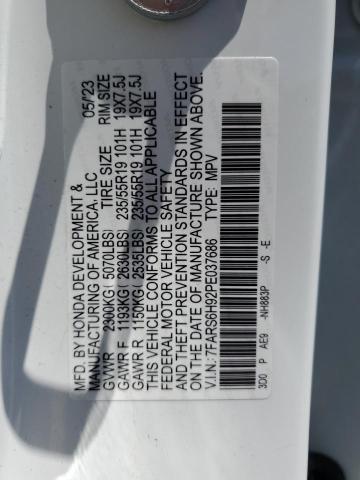 MFD. BY HONDA DEVELOPMENT & 05/23
MANUFACTURING OF AMERICA, LLC
TIRE SIZE RIM SIZE
GVWR 2300KG( 5070LBS)
GAWR F 1193KG( 2630LBS) 235/55R19 101H 19X7.5J
GAWR R 1150KG( 2535LBS) 235/55R19 101H 19X7.5J
THIS VEHICLE CONFORMS TO ALL APPLICABLE
FEDERAL MOTOR VEHICLE SAFETY, BUMPER,
AND THEFT PREVENTION STANDARDS IN EFFECT
ON THE DATE OF MANUFACTURE SHOWN ABOVE.
V.I.N.: 7FARS6H92PE037686 TYPE: MPV
3D0 P AE9 -NH883P -S -E